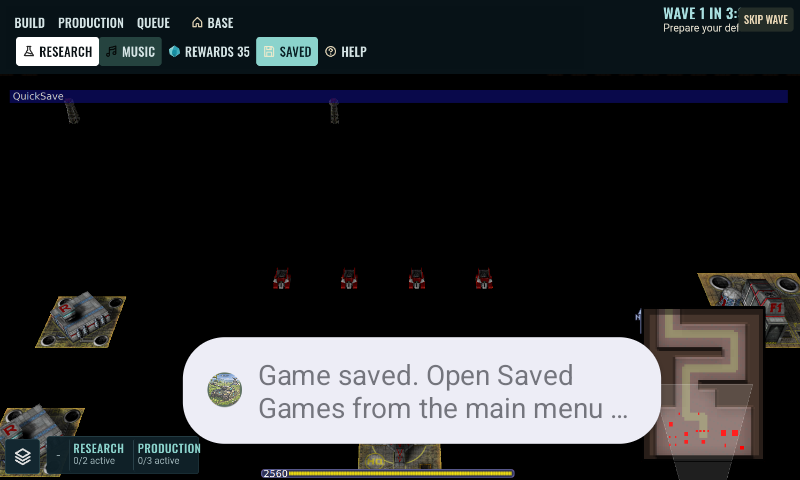 BUILD PRODUCTION QUEUE BASE
WAVE 1 IN 3:
Prepare your def
SKIP WAVE
RESEARCH MUSIC REWARDS 35 SAVED HELP
QuickSave
R
F1
N
Game saved. Open Saved
Games from the main menu ...
R
- RESEARCH PRODUCTION
0/2 active 0/3 active
2560